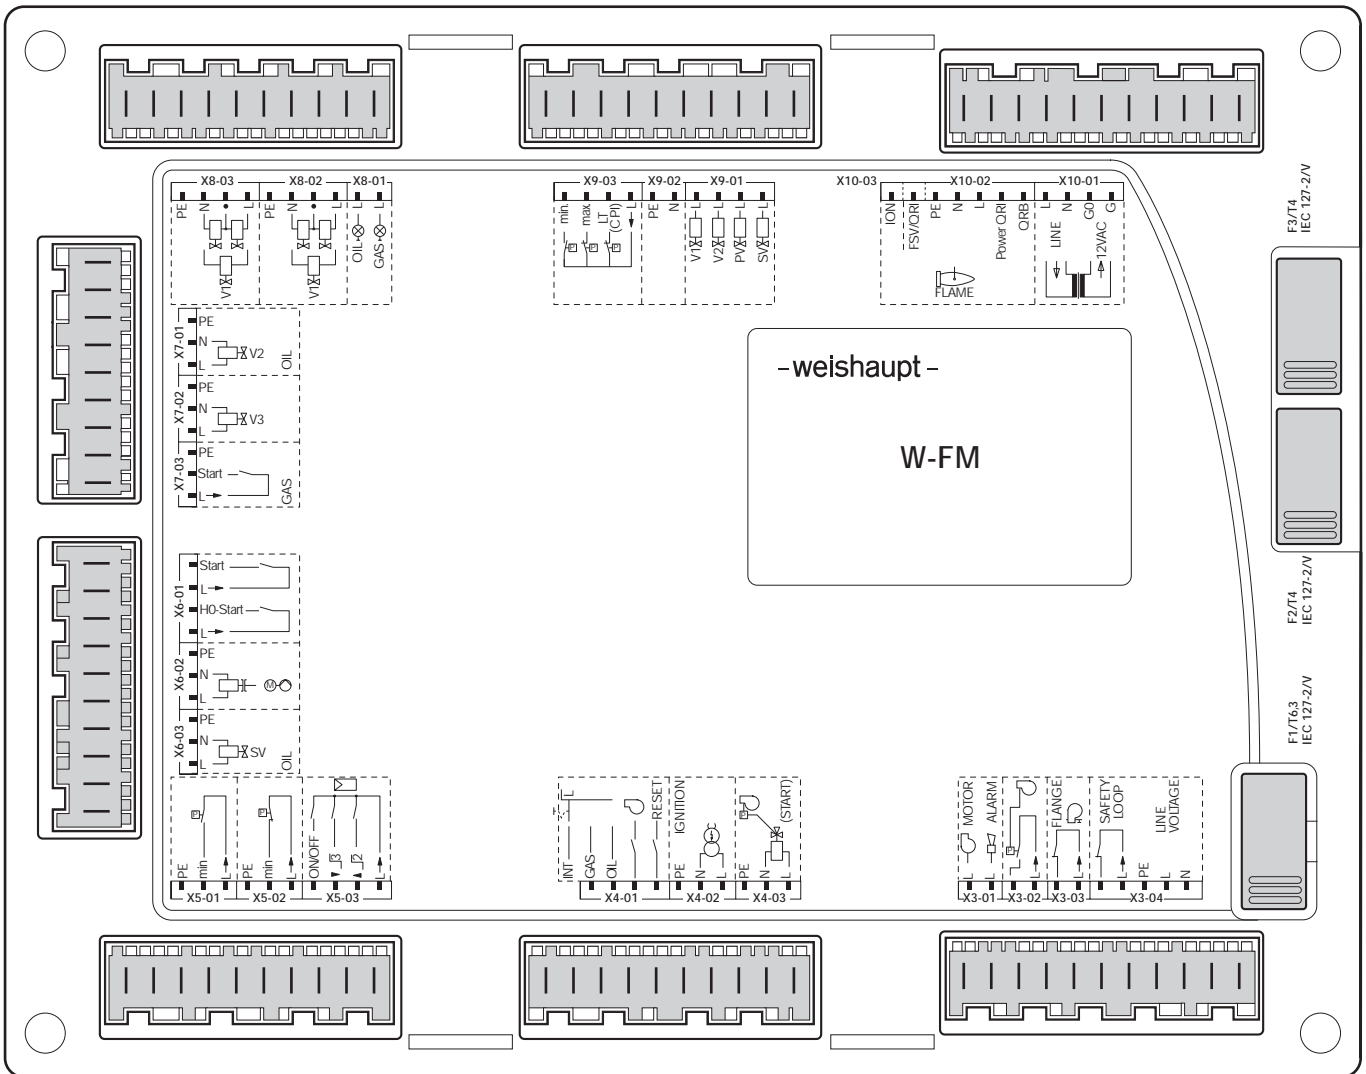 X8-03 X8-02 X8-01
PE N • L PE N • L L L
V1 V1 OIL GAS
X9-03 X9-02 X9-01
min. max LT (CPI) L PE N L L L L
V1 V2 PV SV
X10-03 X10-02 X10-01
ION FSV/QRI PE N L Power QRI QRB L N G0 G
FLAME
LINE 12VAC
F3/T4
IEC 127-2/V
X7-01
PE
N
L
V2
OIL
X7-02
PE
N
L
V3
X7-03
PE
Start
L
GAS
-weishaupt-
W-FM
X6-01
Start
L
H0-Start
L
X6-02
PE
N
L
M
X6-03
PE
N
L
SV
OIL
F2/T4
IEC 127-2/V
F1/T6,3
IEC 127-2/V
P P
PE min L PE min L ON/OFF 3 2 L
X5-01 X5-02 X5-03
L
INT GAS OIL RESET
IGNITION
PE N L
P (START)
PE N L
X4-01 X4-02 X4-03
MOTOR ALARM
L L
P
L L
FLANGE
L L
SAFETY
LOOP
LINE
VOLTAGE
L L PE L N
X3-01 X3-02 X3-03 X3-04